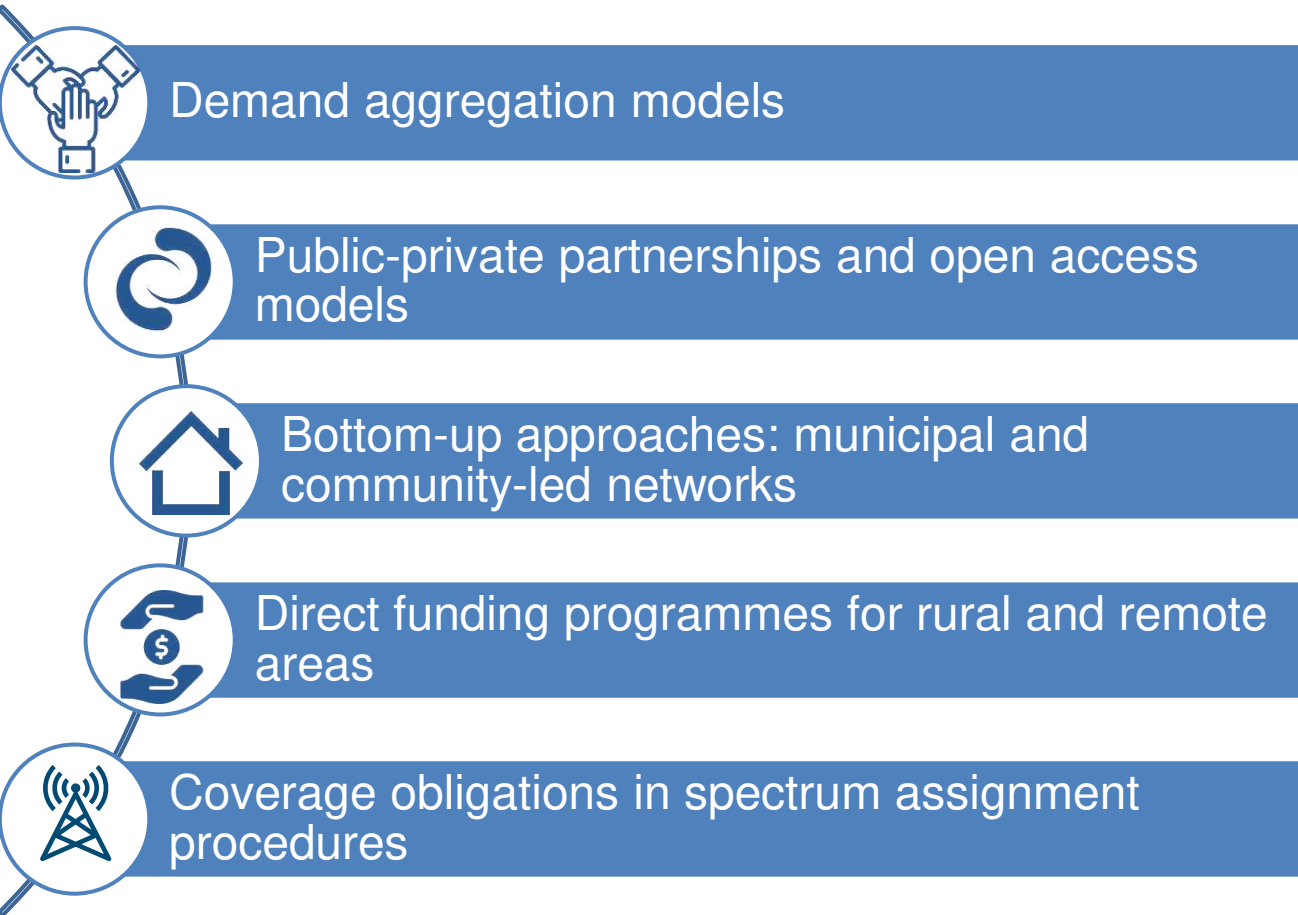 Demand aggregation models
Public-private partnerships and open access
models
Bottom-up approaches: municipal and
community-led networks
$
Direct funding programmes for rural and remote
areas
Coverage obligations in spectrum assignment
procedures